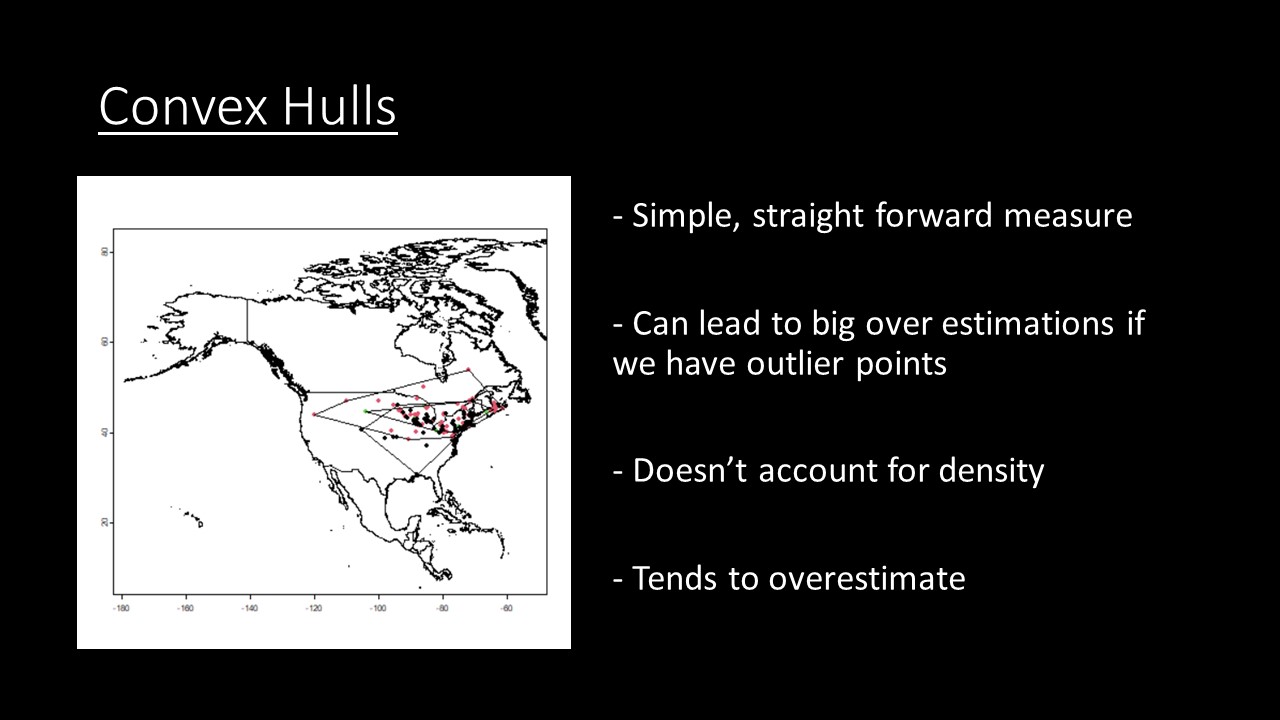 Convex Hulls
- Simple, straight forward measure
- Can lead to big over estimations if
we have outlier points
- Doesn’t account for density
- Tends to overestimate
80
60
40
20
-180 -160 -140 -120 -100 -80 -60